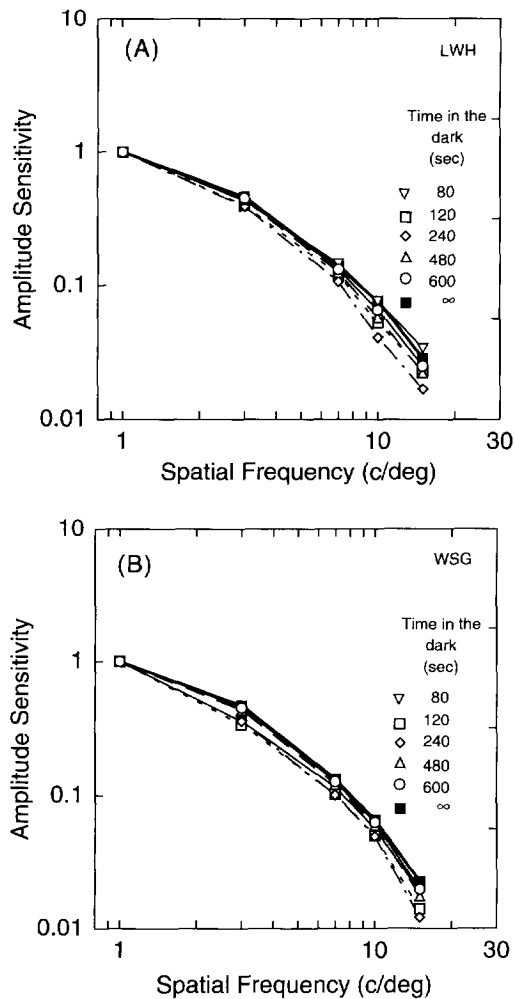 10
(A)
LWH
Time in the
dark
(sec)
1
80
120
240
480
0.1
600
∞
0.01
1
10
30
Amplitude Sensitivity
Spatial Frequency (c/deg)
10
(B)
WSG
Time in the
dark
(sec)
1
80
120
240
480
0.1
600
∞
0.01
1
10
30
Amplitude Sensitivity
Spatial Frequency (c/deg)